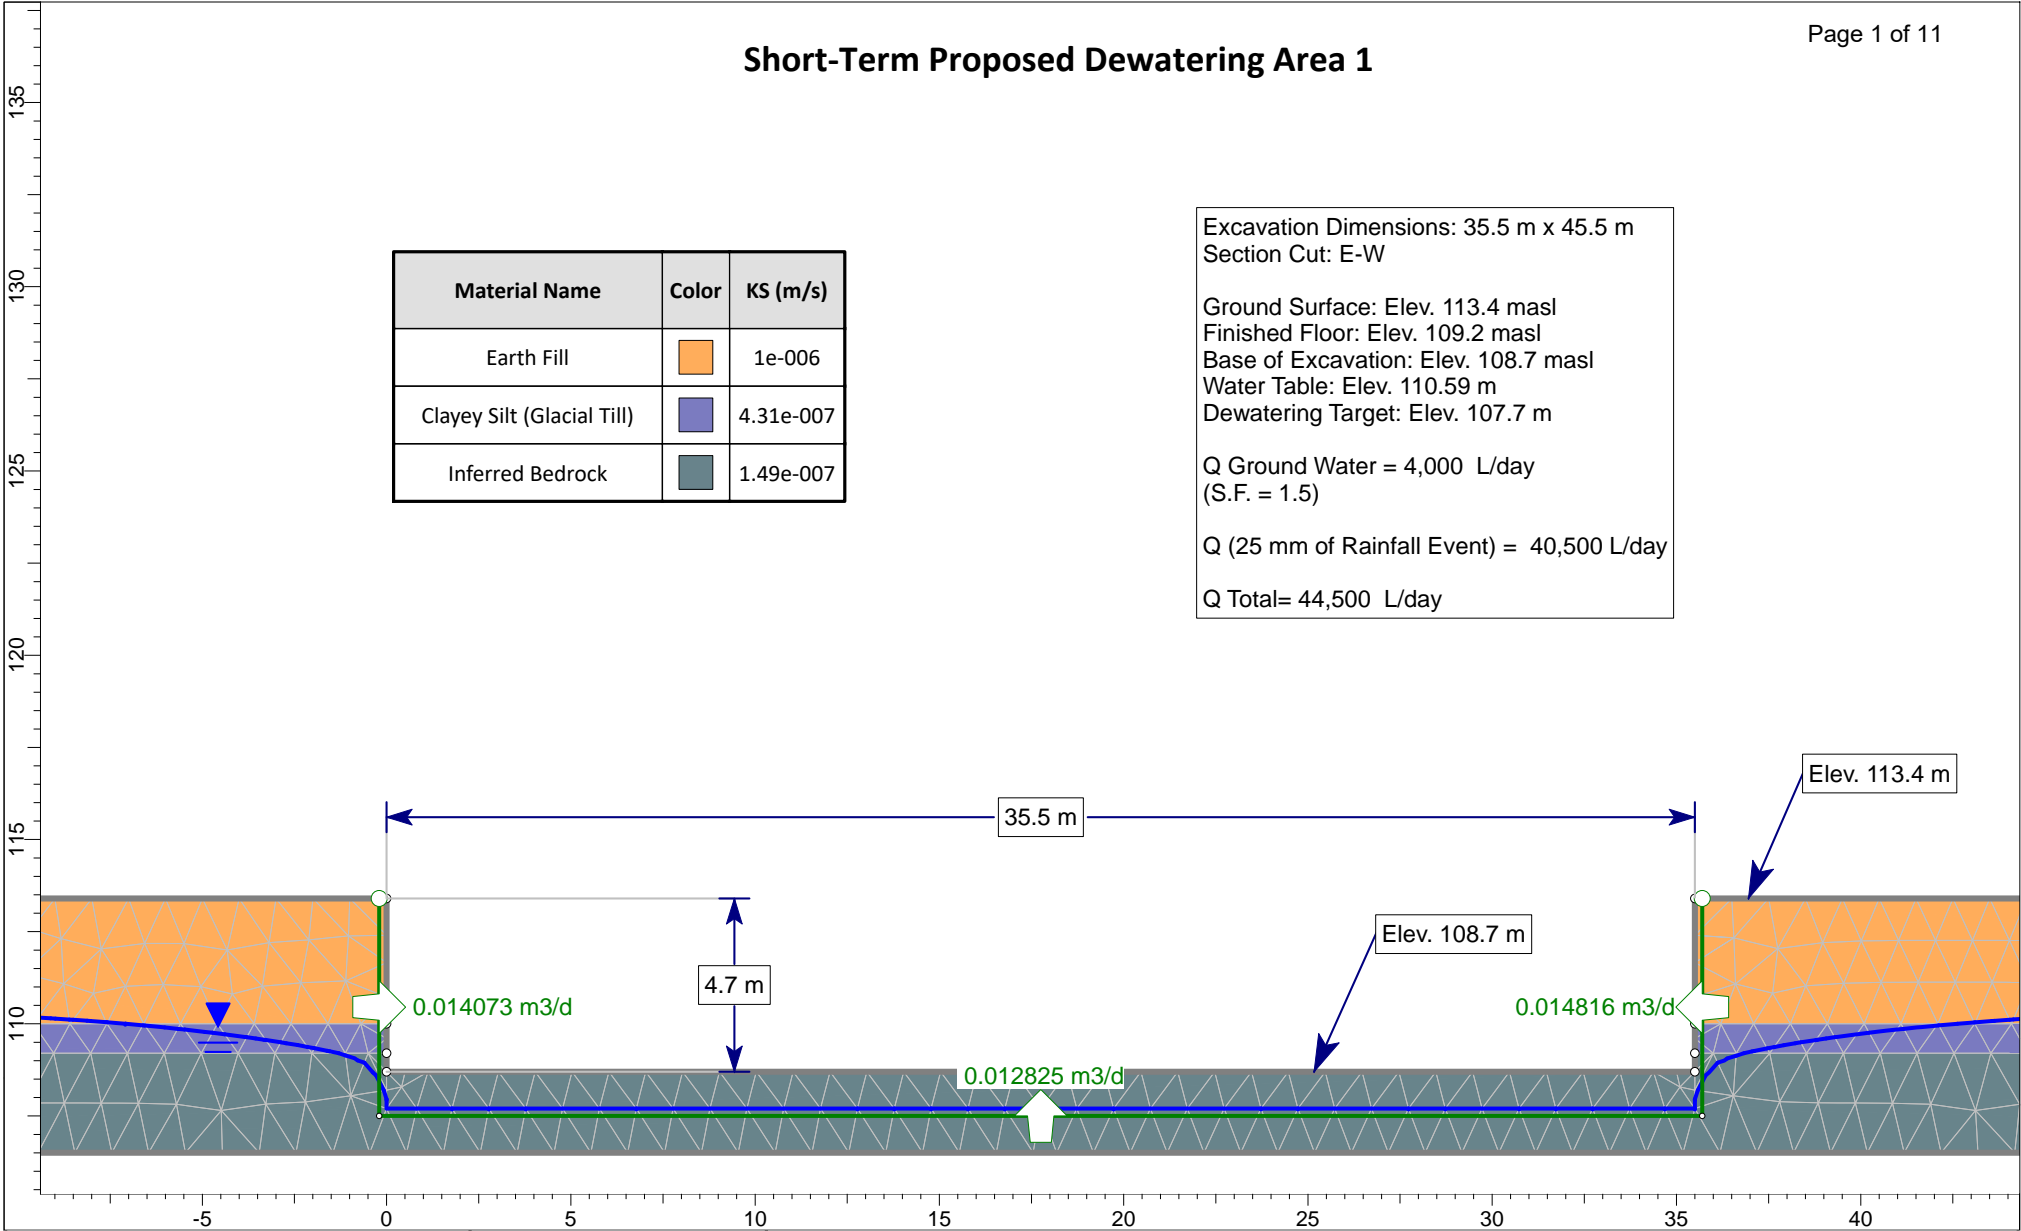 Page 1 of 11
Short-Term Proposed Dewatering Area 1
Material Name Color KS (m/s)
Earth Fill 1e-006
Clayey Silt (Glacial Till) 4.31e-007
Inferred Bedrock 1.49e-007
Excavation Dimensions: 35.5 m x 45.5 m
Section Cut: E-W
Ground Surface: Elev. 113.4 masl
Finished Floor: Elev. 109.2 masl
Base of Excavation: Elev. 108.7 masl
Water Table: Elev. 110.59 m
Dewatering Target: Elev. 107.7 m
Q Ground Water = 4,000 L/day
(S.F. = 1.5)
Q (25 mm of Rainfall Event) = 40,500 L/day
Q Total= 44,500 L/day
Elev. 113.4 m
35.5 m
Elev. 108.7 m
4.7 m
0.014073 m3/d
0.014816 m3/d
0.012825 m3/d
135
130
125
120
115
110
-5 0 5 10 15 20 25 30 35 40